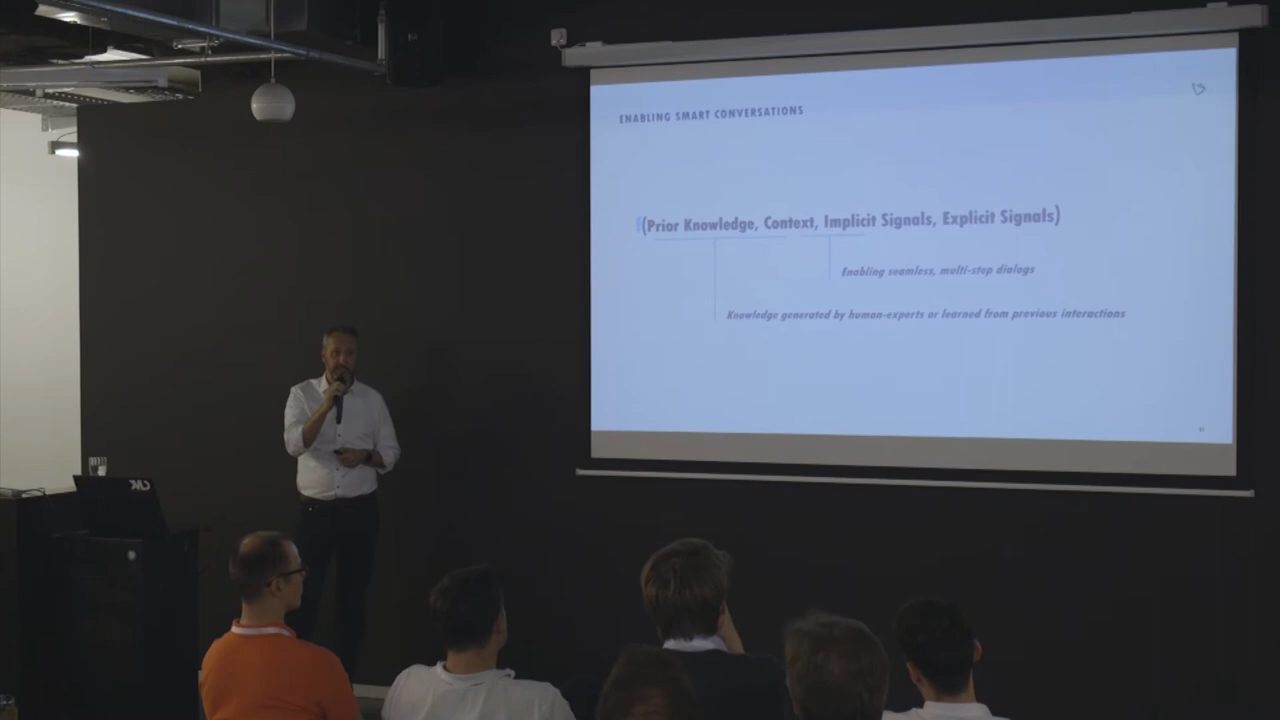 ENABLING SMART CONVERSATIONS
f(Prior Knowledge, Context, Implicit Signals, Explicit Signals)
Enabling seamless, multi-step dialogs
Knowledge generated by human-experts or learned from previous interactions